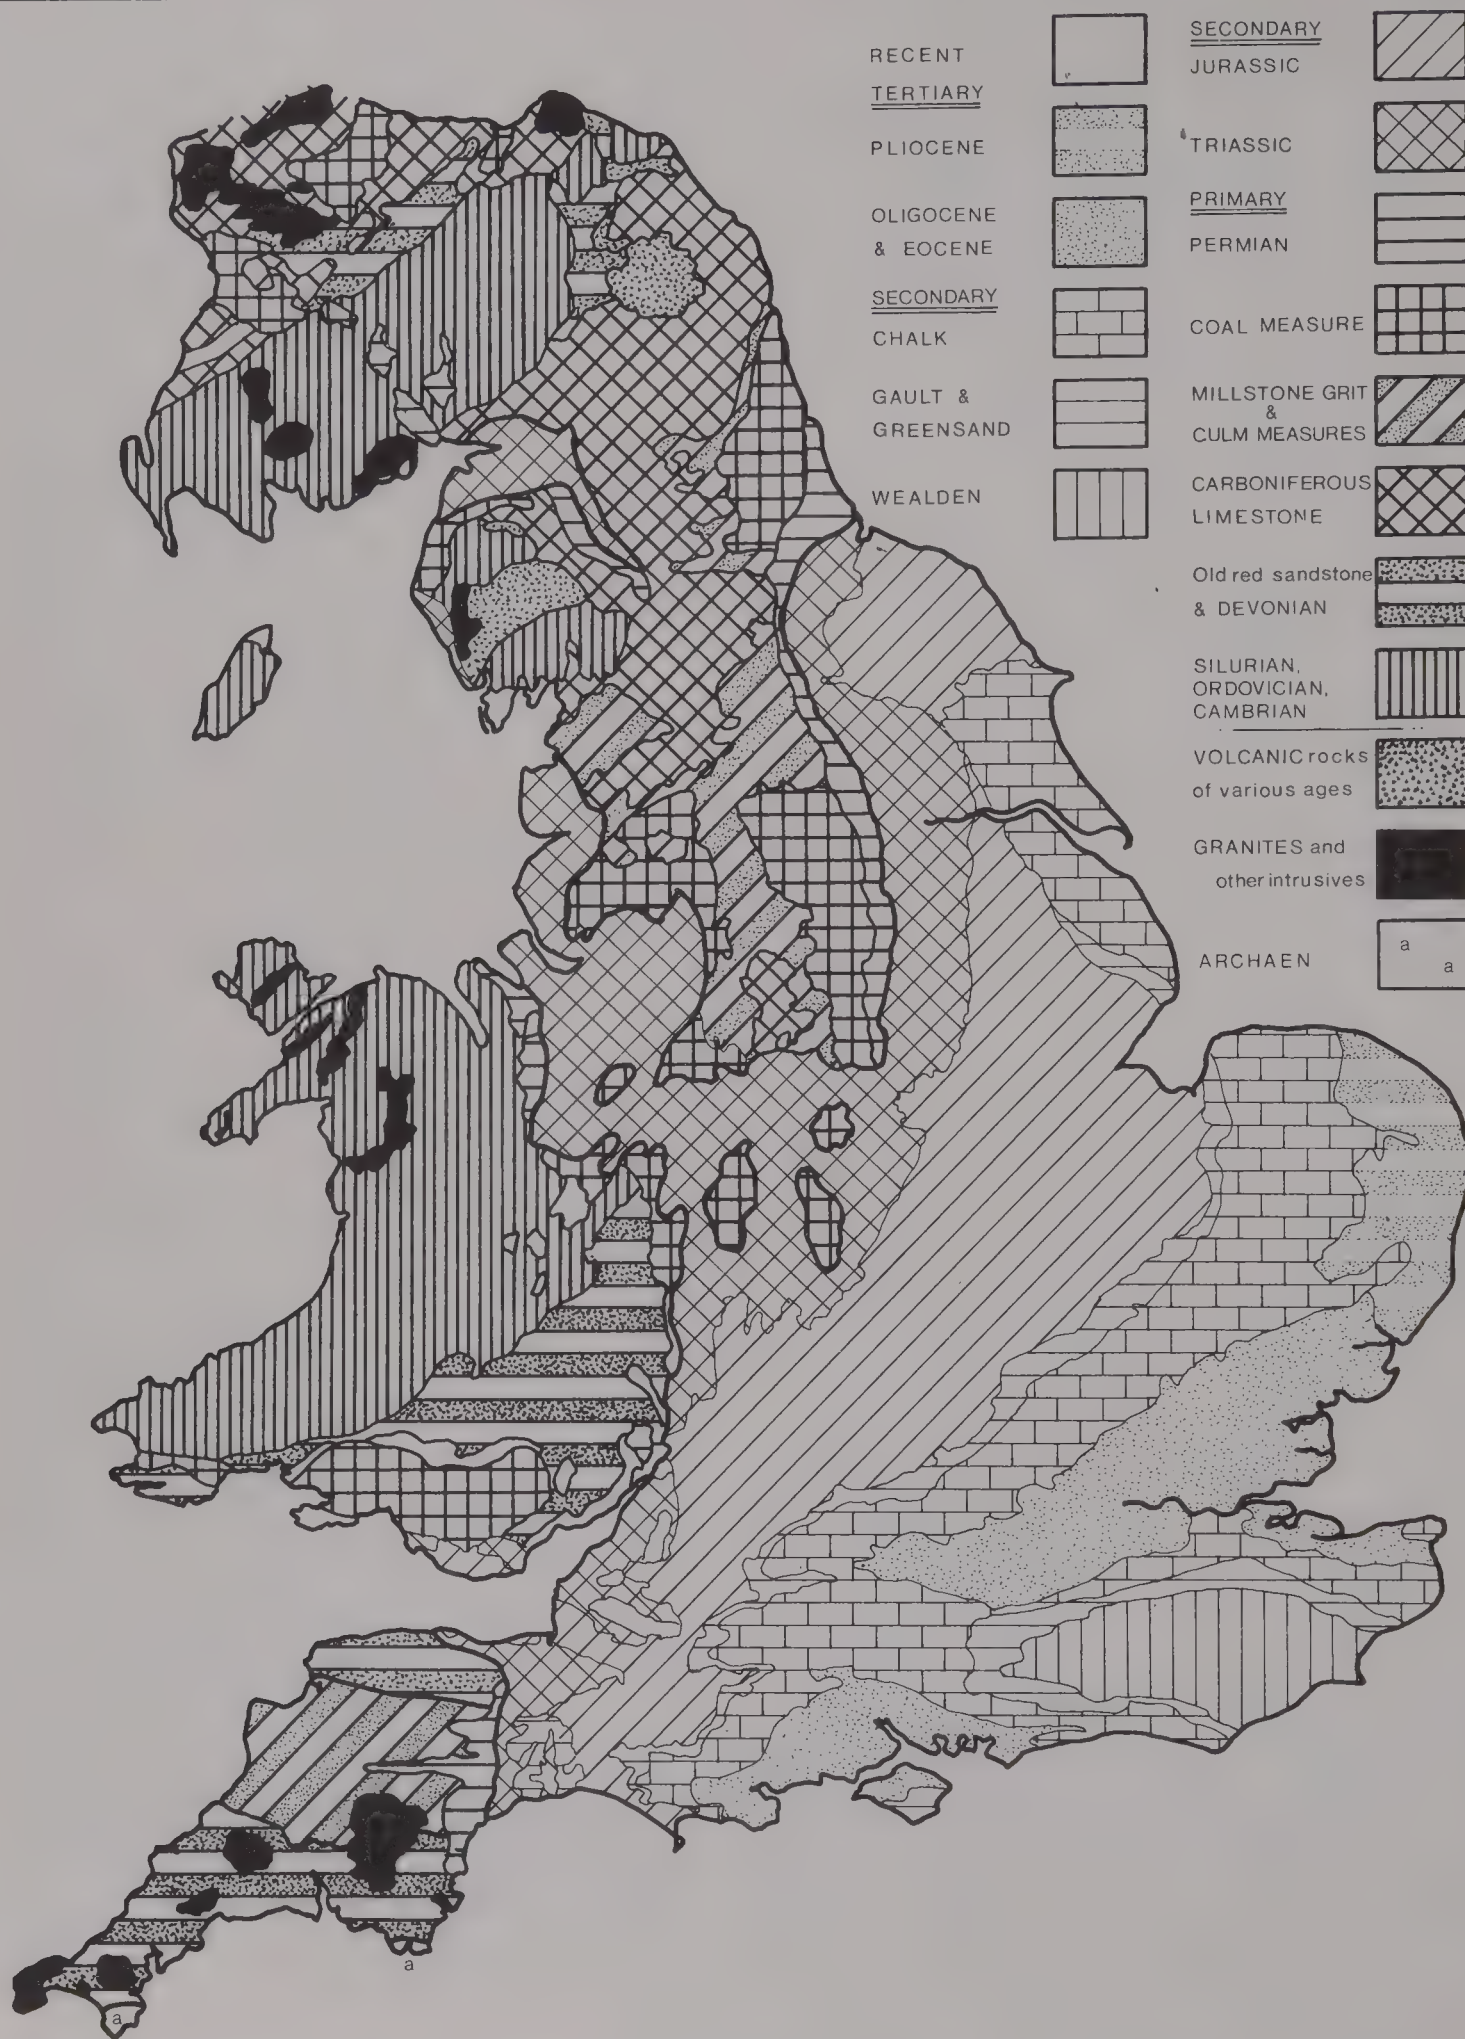 RECENT
TERTIARY
PLIOCENE
OLIGOCENE
& EOCENE
SECONDARY
CHALK
GAULT &
GREENSAND
WEALDEN
SECONDARY
JURASSIC
TRIASSIC
PRIMARY
PERMIAN
COAL MEASURE
MILLSTONE GRIT
&
CULM MEASURES
CARBONIFEROUS
LIMESTONE
Old red sandstone
& DEVONIAN
SILURIAN,
ORDOVICIAN,
CAMBRIAN
VOLCANIC rocks
of various ages
GRANITES and
other intrusives
ARCHAEN
a
a
a
a